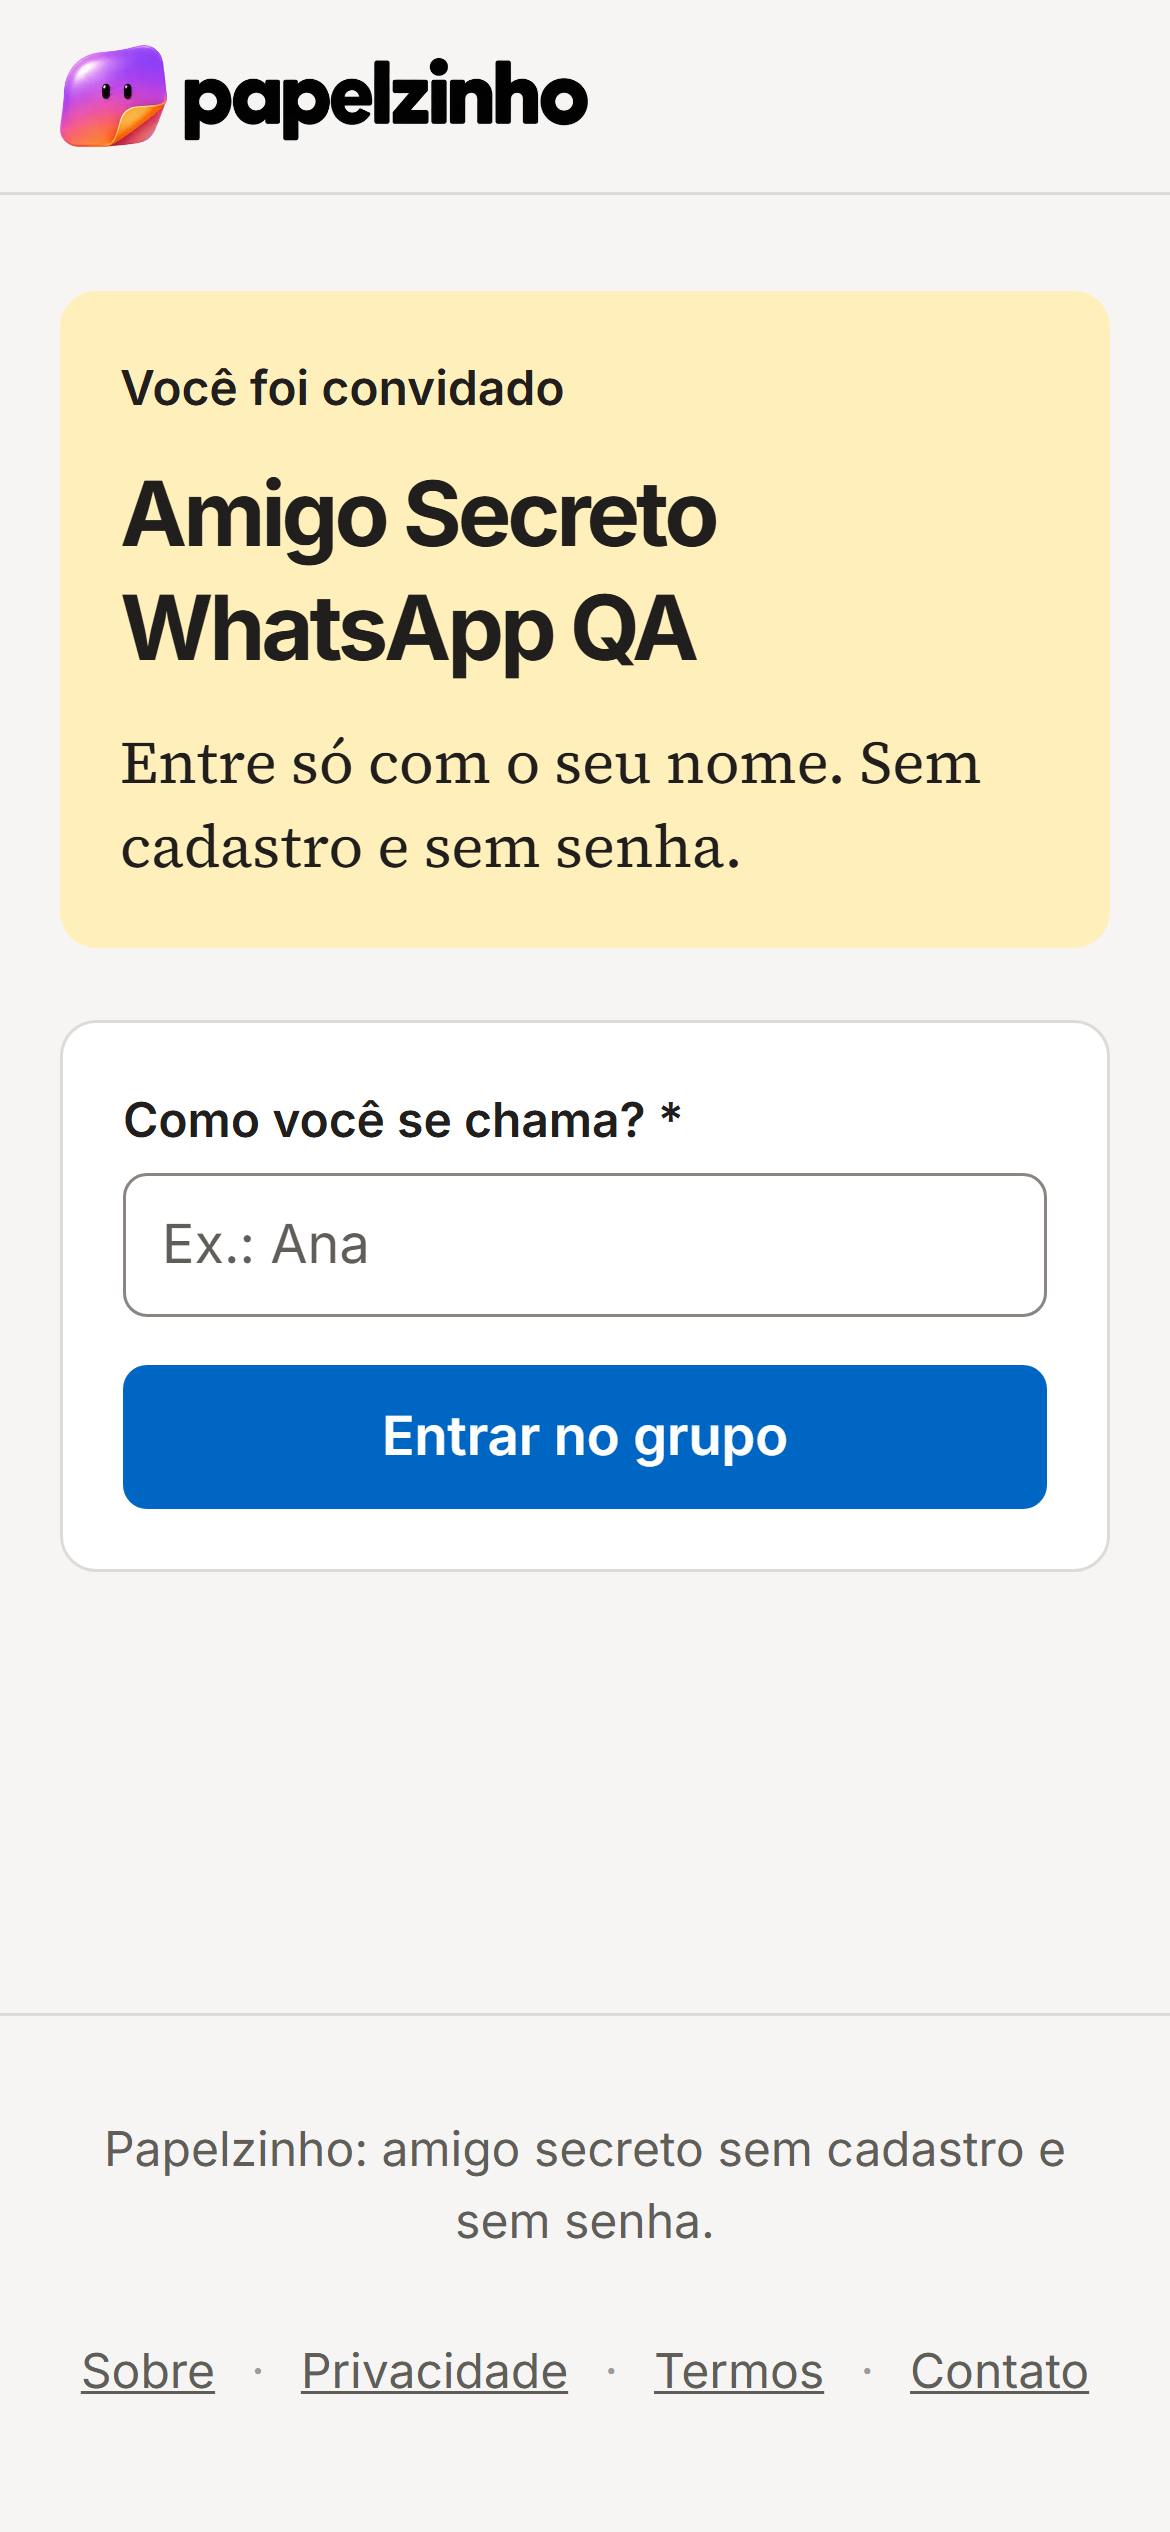 papelzinho
Você foi convidado
Amigo Secreto
WhatsApp QA
Entre só com o seu nome. Sem
cadastro e sem senha.
Como você se chama? *
Ex.: Ana
Entrar no grupo
Papelzinho: amigo secreto sem cadastro e
sem senha.
Sobre · Privacidade · Termos · Contato